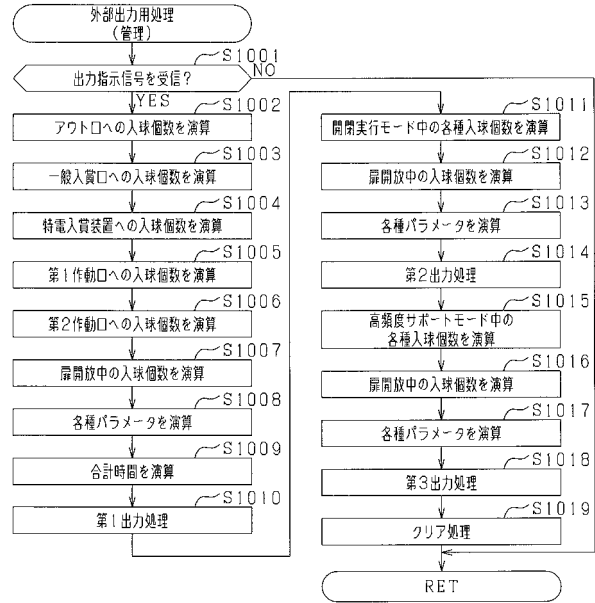 外部出力用処理
(管理)
S1001
出力指示信号を受信?
NO
YES
S1002
アウト口への入球個数を演算
S1003
一般入賞口への入球個数を演算
S1004
特電入賞装置への入球個数を演算
S1005
第1作動口への入球個数を演算
S1006
第2作動口への入球個数を演算
S1007
扉開放中の入球個数を演算
S1008
各種パラメータを演算
S1009
合計時間を演算
S1010
第1出力処理
S1011
開閉実行モード中の各種入球個数を演算
S1012
扉開放中の入球個数を演算
S1013
各種パラメータを演算
S1014
第2出力処理
S1015
高頻度サポートモード中の
各種入球個数を演算
S1016
扉開放中の入球個数を演算
S1017
各種パラメータを演算
S1018
第3出力処理
S1019
クリア処理
RET